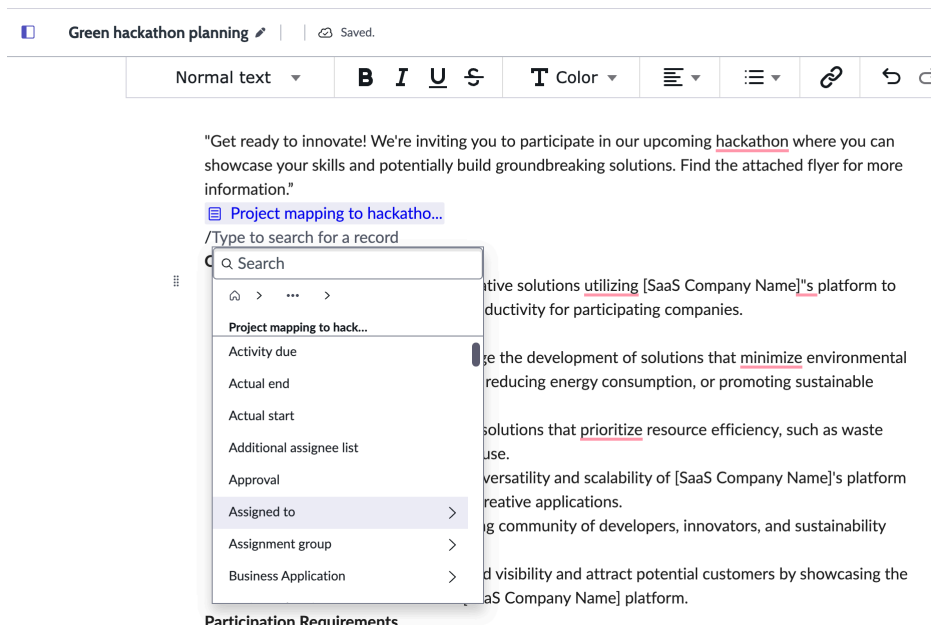 Green hackathon planning
Saved.
Normal text
B I U S T Color
"Get ready to innovate! We're inviting you to participate in our upcoming hackathon where you can
showcase your skills and potentially build groundbreaking solutions. Find the attached flyer for more
information.”
Project mapping to hackatho...
/Type to search for a record
Search
Project mapping to hack...
Activity due
Actual end
Actual start
Additional assignee list
Approval
Assigned to
Assignment group
Business Application
solutions utilizing [SaaS Company Name]"s platform to
for participating companies.
the development of solutions that minimize environmental
reducing energy consumption, or promoting sustainable
solutions that prioritize resource efficiency, such as waste
use.
versatility and scalability of [SaaS Company Name]'s platform
creative applications.
community of developers, innovators, and sustainability
visibility and attract potential customers by showcasing the
Company Name] platform.
Participation Requirements